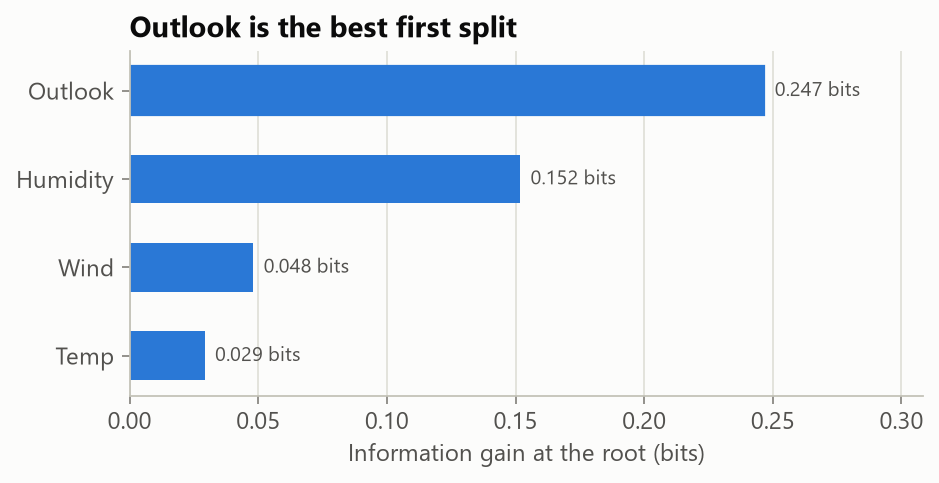 Outlook is the best first split
Outlook
0.247 bits
Humidity
0.152 bits
Wind
0.048 bits
Temp
0.029 bits
0.00 0.05 0.10 0.15 0.20 0.25 0.30
Information gain at the root (bits)